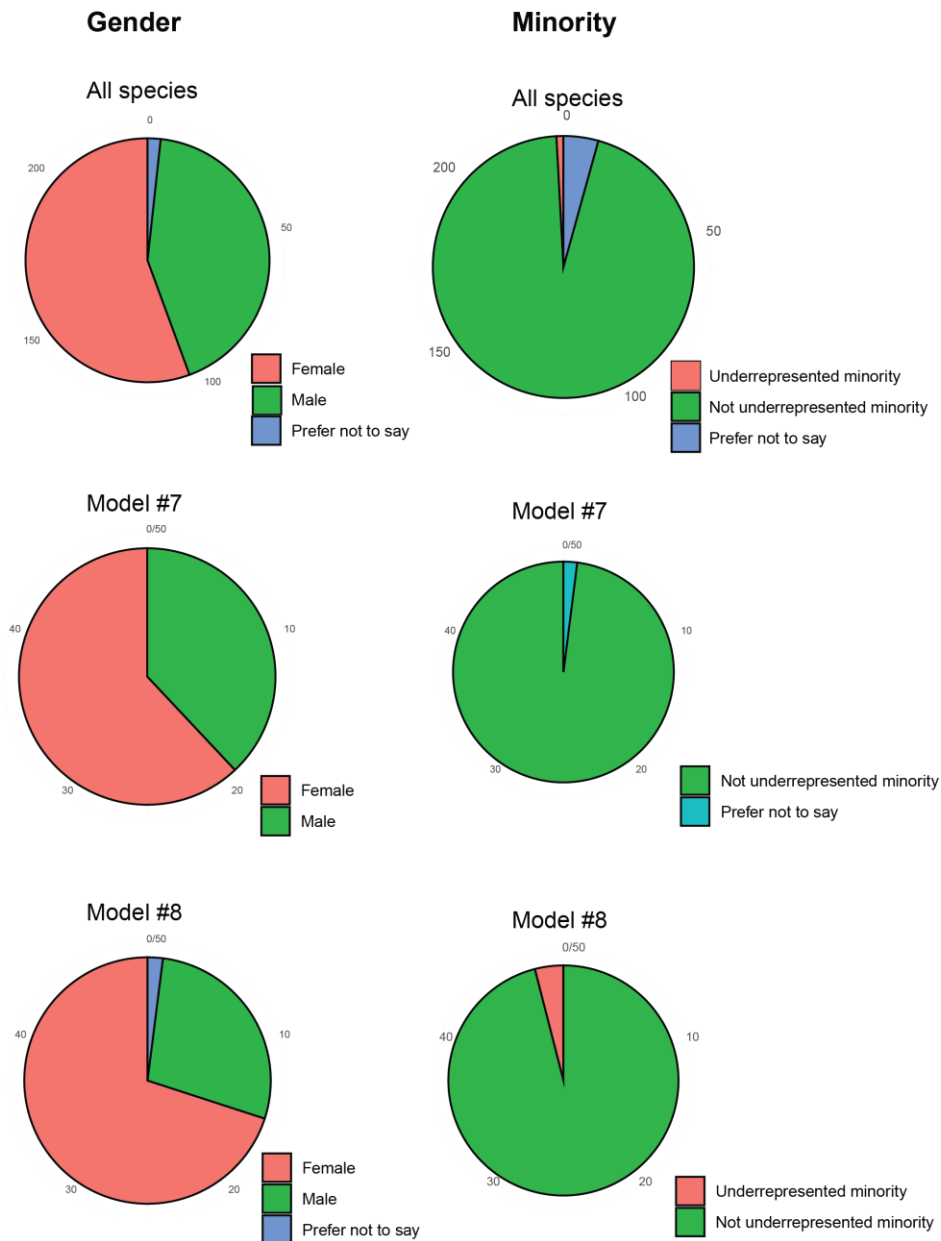 Gender
Minority
All species
0
50
100
150
200
Female
Male
Prefer not to say
All species
0
50
100
150
200
Underrepresented minority
Not underrepresented minority
Prefer not to say
Model #7
0/50
10
20
30
40
Female
Male
Model #7
0/50
10
20
30
40
Not underrepresented minority
Prefer not to say
Model #8
0/50
10
20
30
40
Female
Male
Prefer not to say
Model #8
0/50
10
20
30
40
Underrepresented minority
Not underrepresented minority